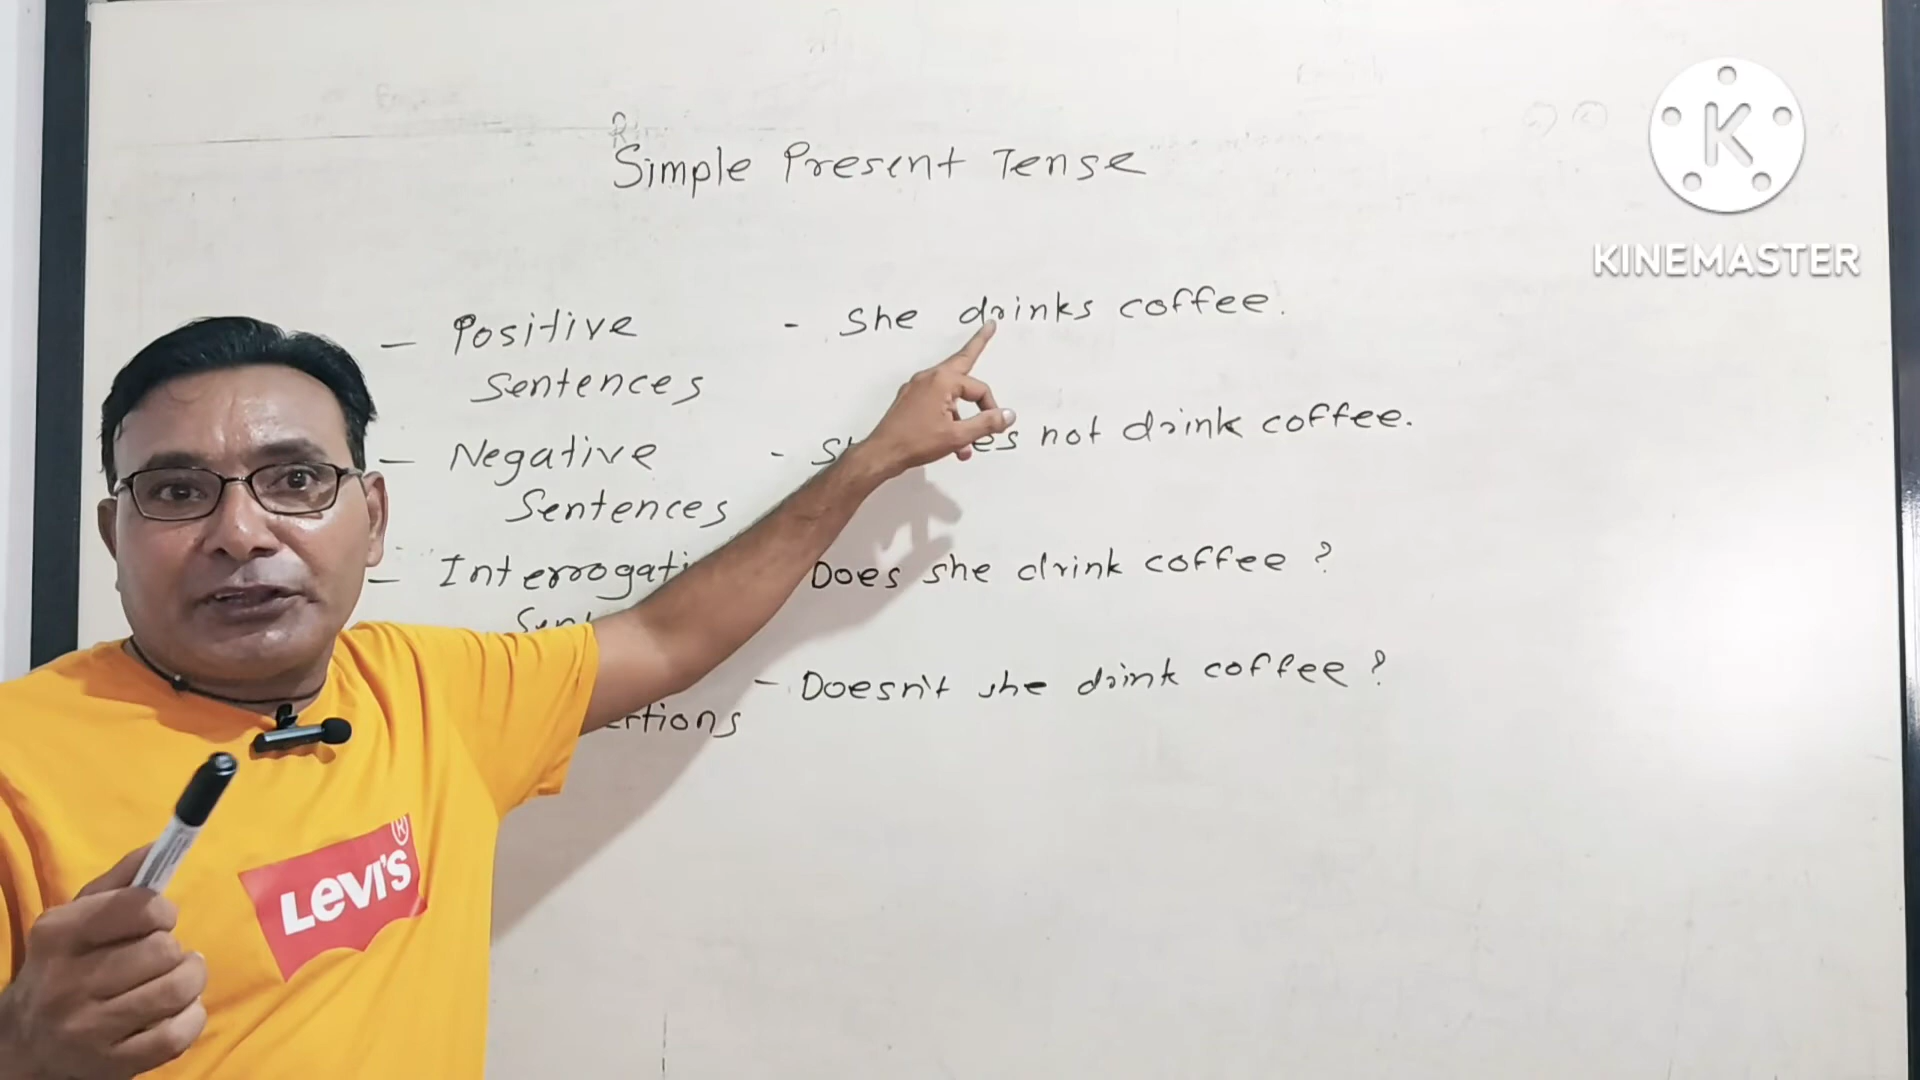 Simple Present Tense
KINEMASTER
– Positive Sentences - She drinks coffee.
– Negative Sentences - not drink coffee.
– Sentences Does she drink coffee ?
– Doesn't she drink coffee ?
LEVI'S ®